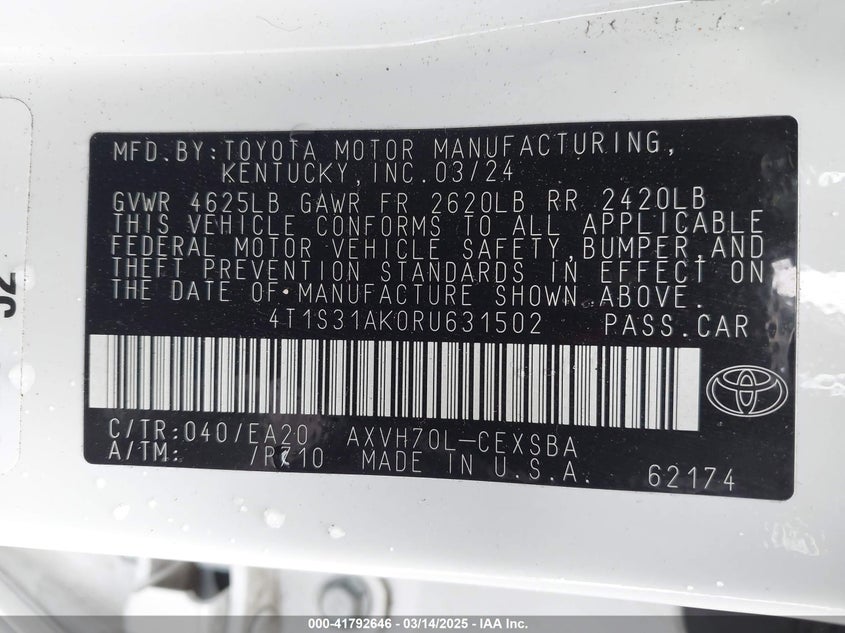 MFD.BY:TOYOTA MOTOR MANUFACTURING,
KENTUCKY,INC.03/24
GVWR 4625LB GAWR FR 2620LB RR 2420LB
THIS VEHICLE CONFORMS TO ALL APPLICABLE
FEDERAL MOTOR VEHICLE SAFETY,BUMPER,AND
THEFT PREVENTION STANDARDS IN EFFECT ON
THE DATE OF MANUFACTURE SHOWN ABOVE.
4T1S31AK0RU631502 PASS.CAR
C/TR:040/EA20 AXVH70L-CEXSBA
A/TM: MADE IN U.S.A. 62174
000-41792646 - 03/14/2025 - IAA Inc.